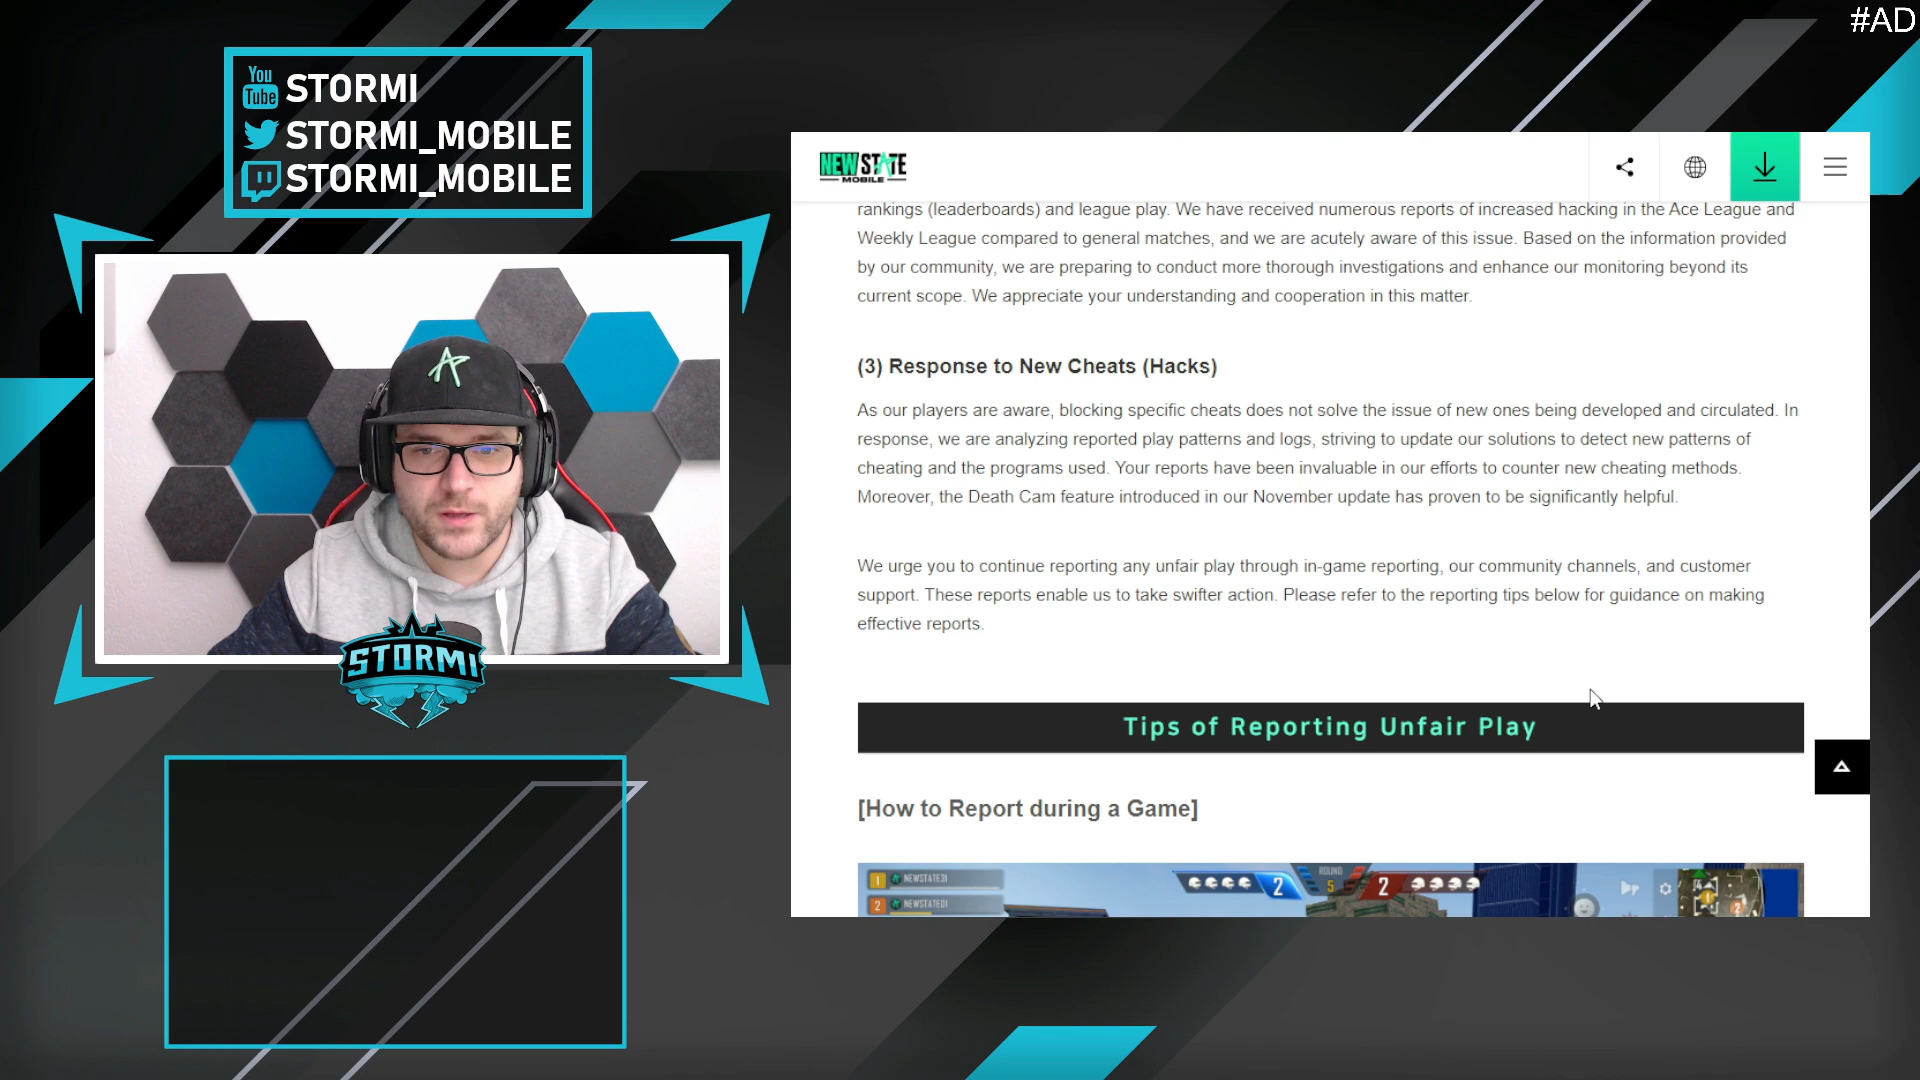 #AD
You
Tube
STORMI
STORMI_MOBILE
STORMI_MOBILE
STORMI
NEW STATE
MOBILE
rankings (leaderboards) and league play. We have received numerous reports of increased hacking in the Ace League and
Weekly League compared to general matches, and we are acutely aware of this issue. Based on the information provided
by our community, we are preparing to conduct more thorough investigations and enhance our monitoring beyond its
current scope. We appreciate your understanding and cooperation in this matter.
(3) Response to New Cheats (Hacks)
As our players are aware, blocking specific cheats does not solve the issue of new ones being developed and circulated. In
response, we are analyzing reported play patterns and logs, striving to update our solutions to detect new patterns of
cheating and the programs used. Your reports have been invaluable in our efforts to counter new cheating methods.
Moreover, the Death Cam feature introduced in our November update has proven to be significantly helpful.
We urge you to continue reporting any unfair play through in-game reporting, our community channels, and customer
support. These reports enable us to take swifter action. Please refer to the reporting tips below for guidance on making
effective reports.
Tips of Reporting Unfair Play
[How to Report during a Game]
1 NEWSTATE31
2 NEWSTATE01
2 ROUND 5 2